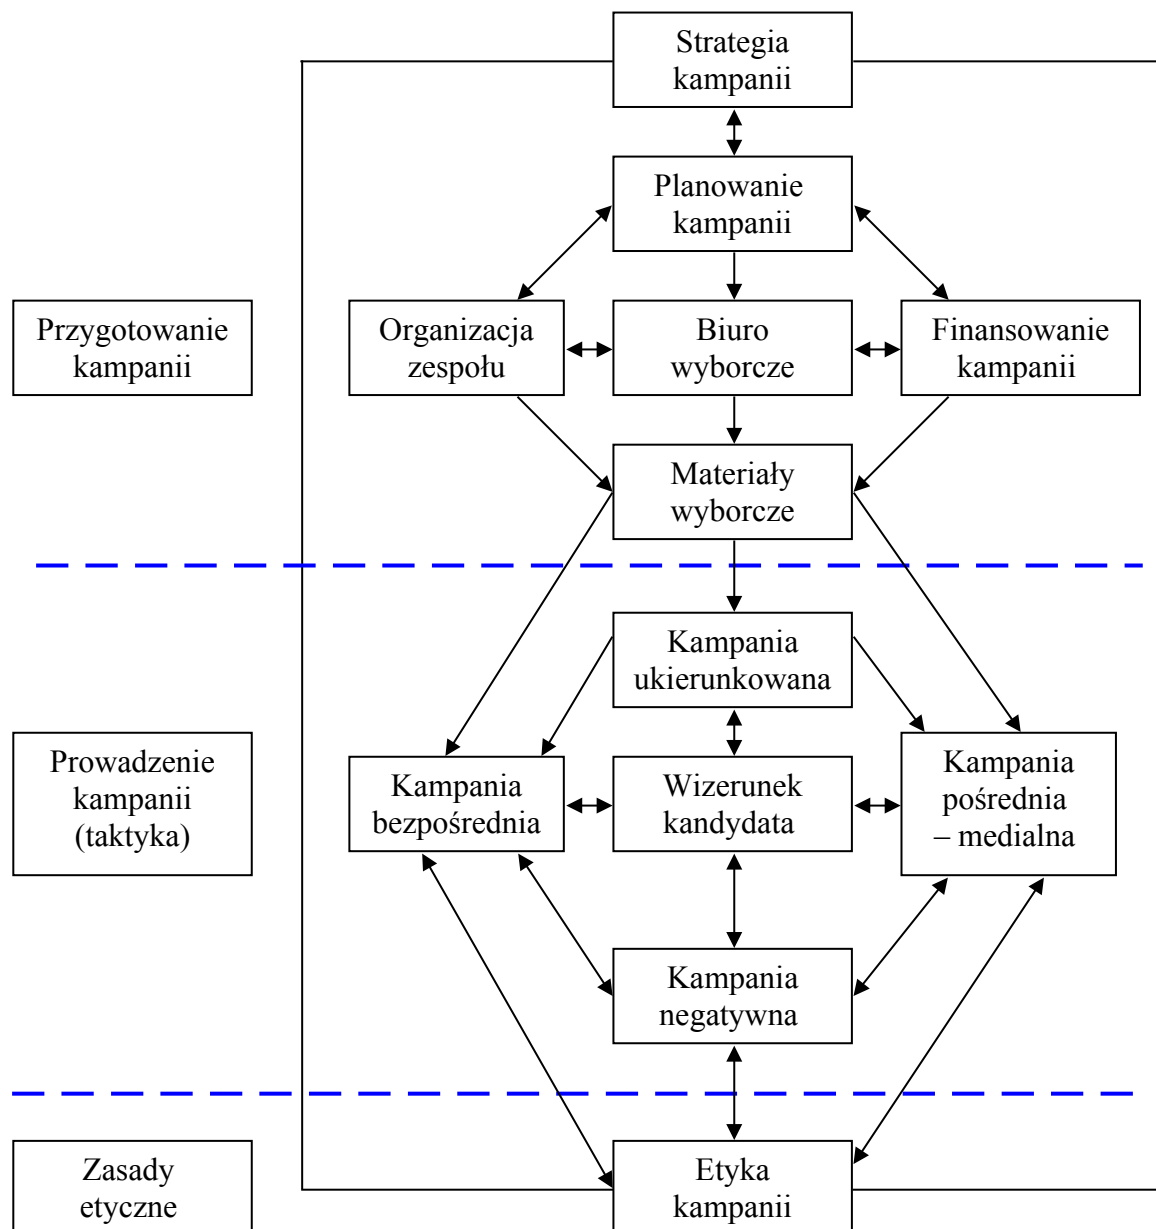 Strategia
kampanii
Planowanie
kampanii
Przygotowanie
kampanii
Organizacja
zespołu
Biuro
wyborcze
Finansowanie
kampanii
Materiały
wyborcze
Kampania
ukierunkowana
Prowadzenie
kampanii
(taktyka)
Kampania
bezpośrednia
Wizerunek
kandydata
Kampania
pośrednia
– medialna
Kampania
negatywna
Zasady
etyczne
Etyka
kampanii